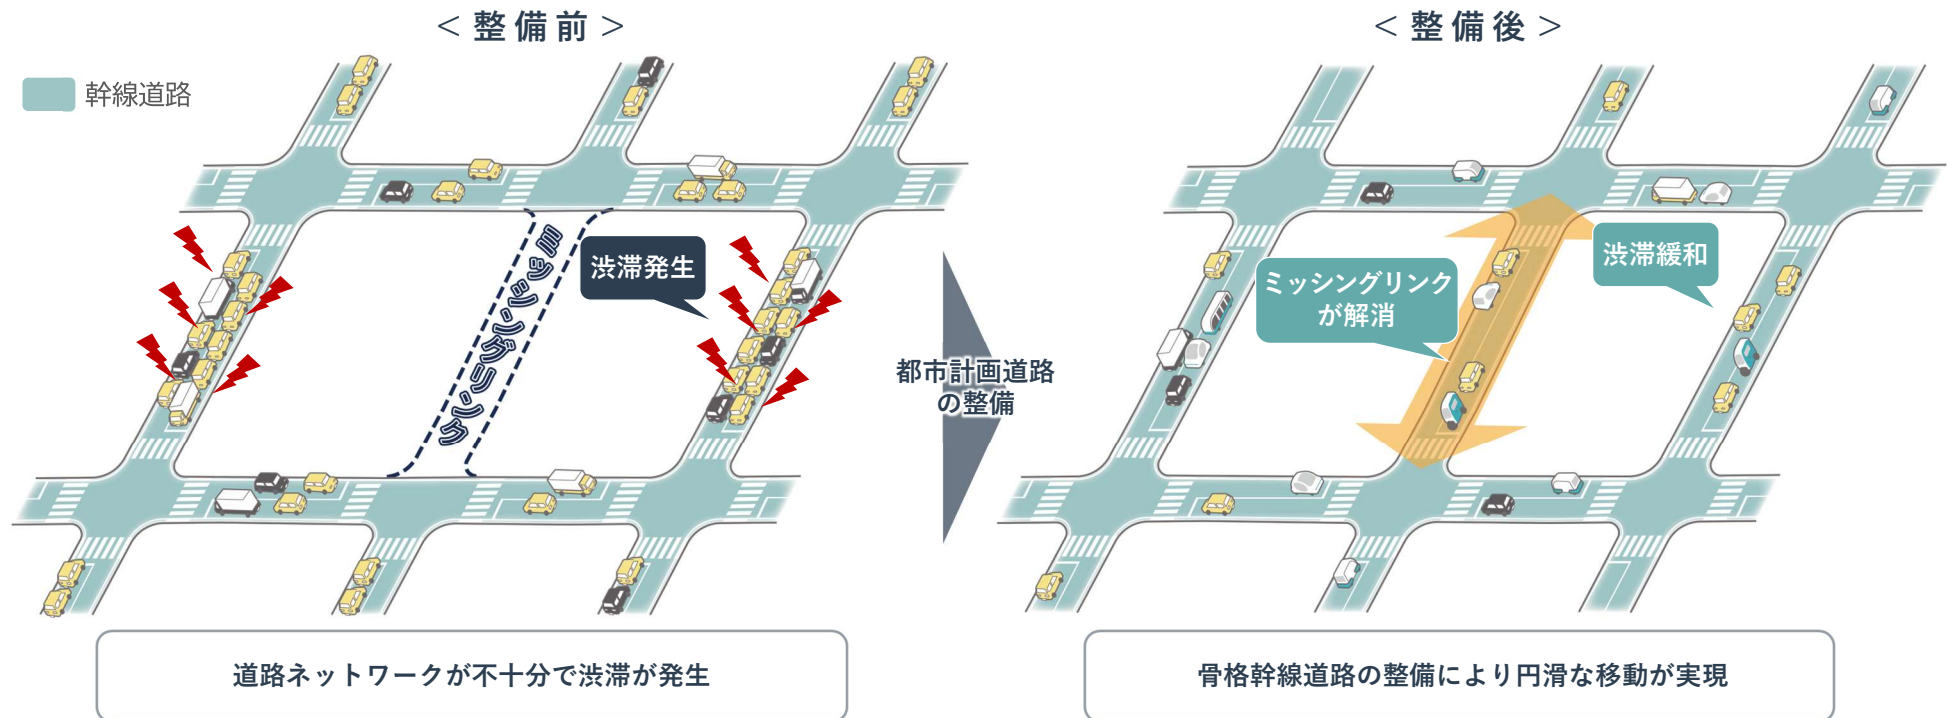 ＜整備前＞
幹線道路
ミッシングリンク
渋滞発生
道路ネットワークが不十分で渋滞が発生
都市計画道路
の整備
＜整備後＞
ミッシングリンク
が解消
渋滞緩和
骨格幹線道路の整備により円滑な移動が実現